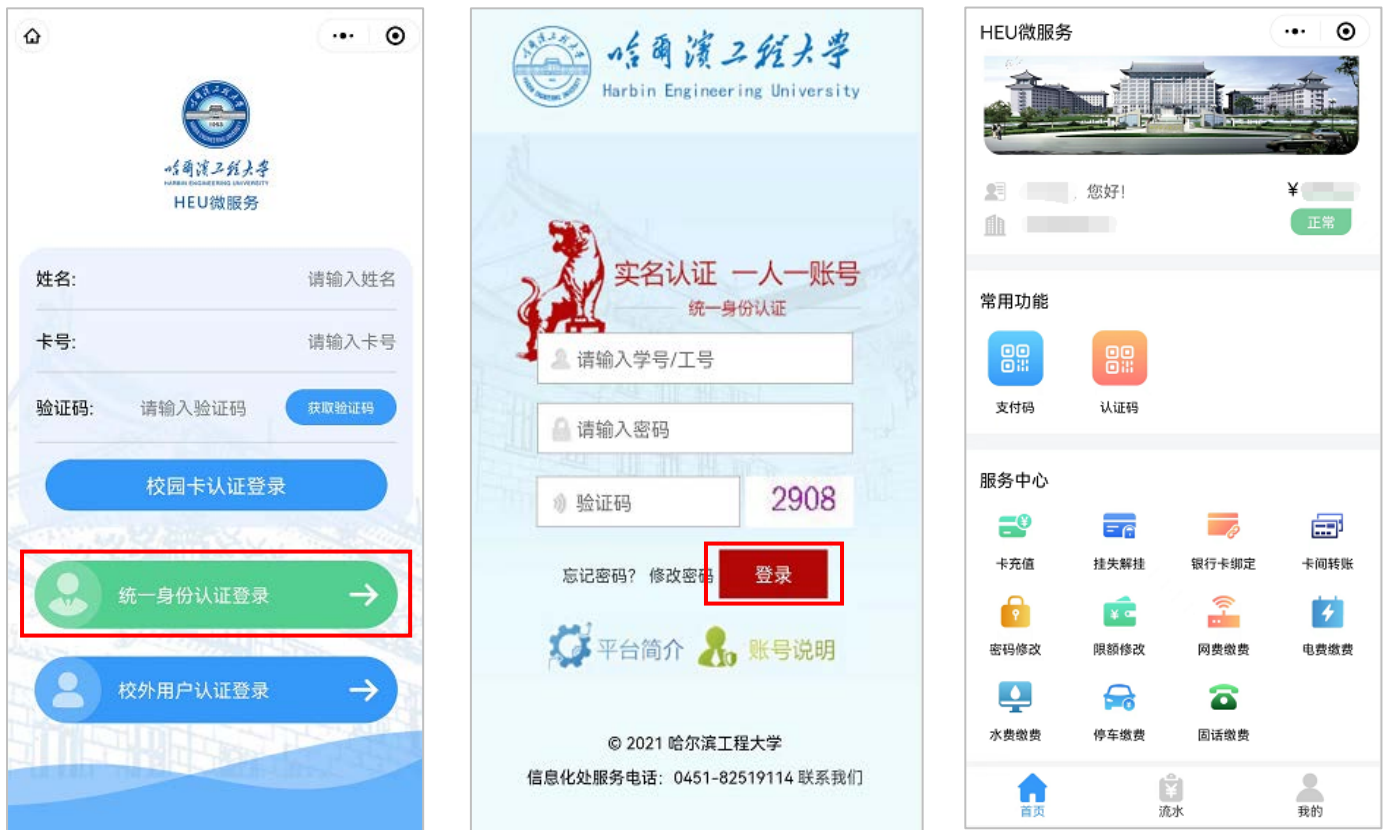 哈爾濱工程大学
HARBIN ENGINEERING UNIVERSITY
HEU微服务
姓名:
请输入姓名
卡号:
请输入卡号
验证码:
请输入验证码
获取验证码
校园卡认证登录
统一身份认证登录
校外用户认证登录
哈爾濱工程大学
Harbin Engineering University
实名认证 一人一账号
统一身份认证
请输入学号/工号
请输入密码
验证码
2908
忘记密码? 修改密码
登录
平台简介
账号说明
© 2021 哈尔滨工程大学
信息化处服务电话: 0451-82519114 联系我们
HEU微服务
, 您好!
¥
正常
常用功能
支付码
认证码
服务中心
卡充值
挂失解挂
银行卡绑定
卡间转账
密码修改
限额修改
网费缴费
电费缴费
水费缴费
停车缴费
固话缴费
首页
流水
我的